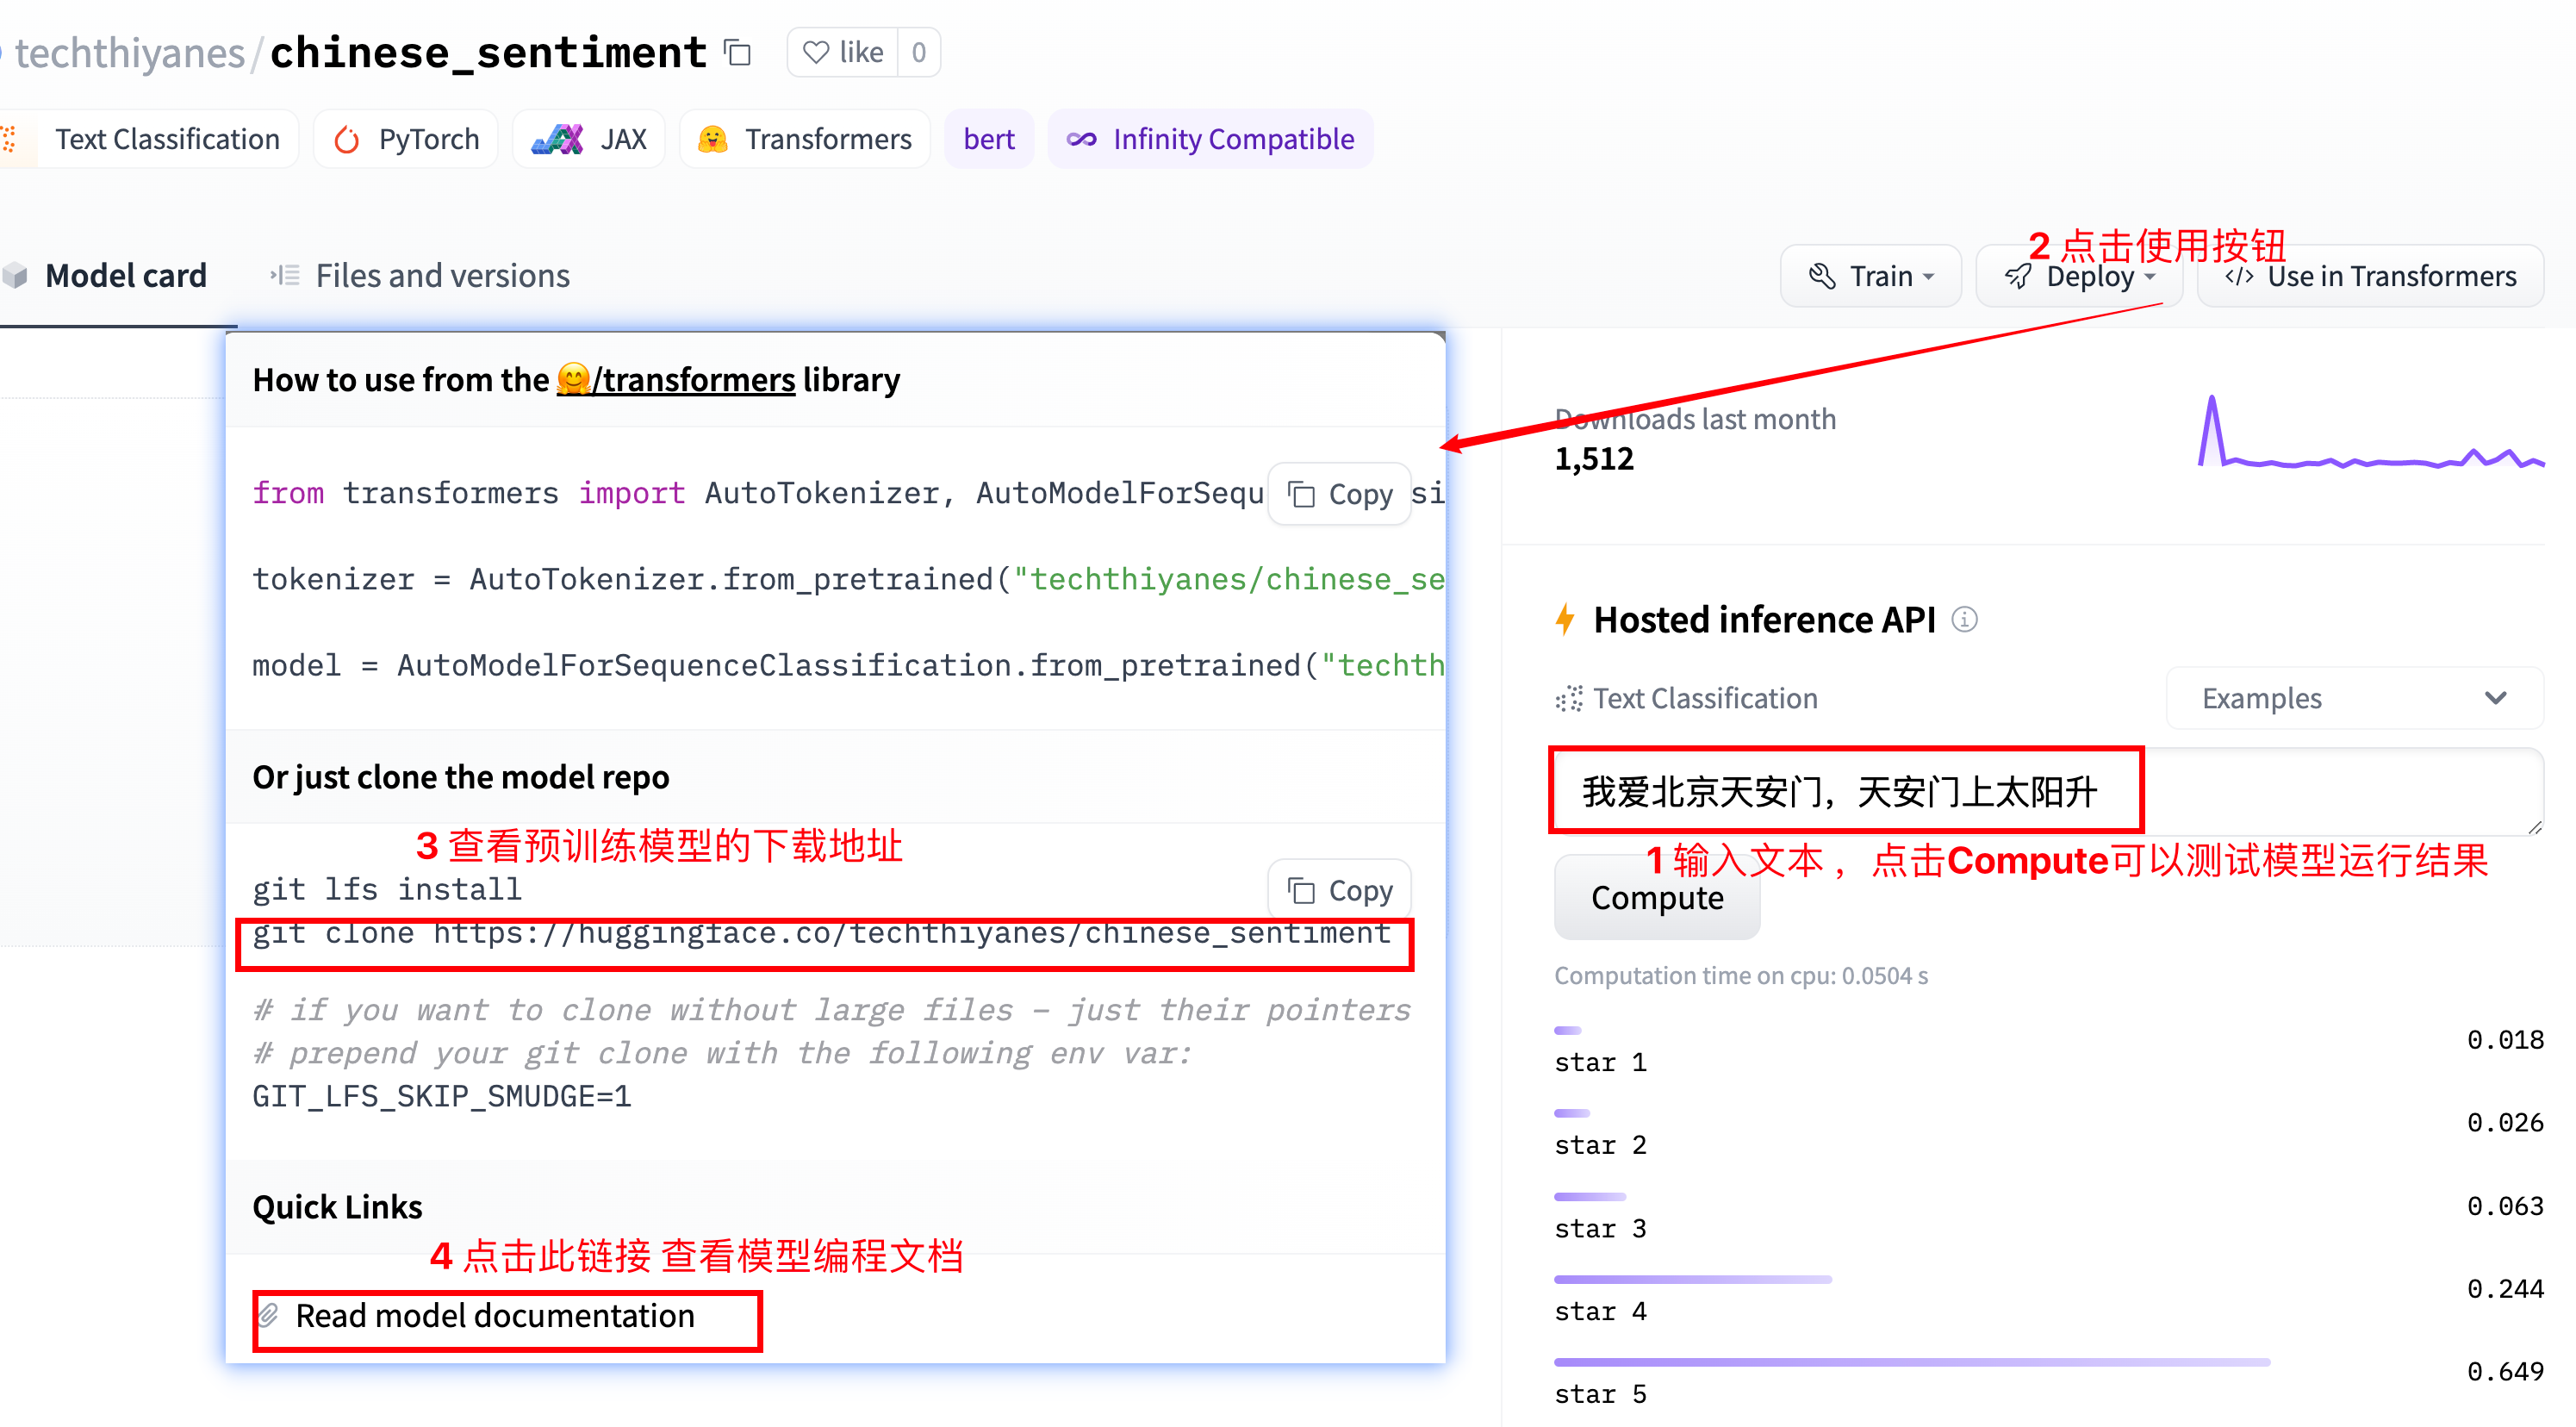 techthiyanes/chinese_sentiment
like 0
Text Classification PyTorch JAX Transformers bert Infinity Compatible
2 点击使用按钮
Model card Files and versions Train Deploy </> Use in Transformers
How to use from the 🤗/transformers library
from transformers import AutoTokenizer, AutoModelForSequ Copy si
tokenizer = AutoTokenizer.from_pretrained("techthiyanes/chinese_se
model = AutoModelForSequenceClassification.from_pretrained("techth
Or just clone the model repo
3 查看预训练模型的下载地址
git lfs install
Copy
git clone https://huggingface.co/techthiyanes/chinese_sentiment
# if you want to clone without large files – just their pointers
# prepend your git clone with the following env var:
GIT_LFS_SKIP_SMUDGE=1
Quick Links
4 点击此链接 查看模型编程文档
Read model documentation
Downloads last month
1,512
Hosted inference API
Text Classification Examples
我爱北京天安门，天安门上太阳升
1 输入文本 ，点击Compute可以测试模型运行结果
Compute
Computation time on cpu: 0.0504 s
0.018
star 1
0.026
star 2
0.063
star 3
0.244
star 4
0.649
star 5